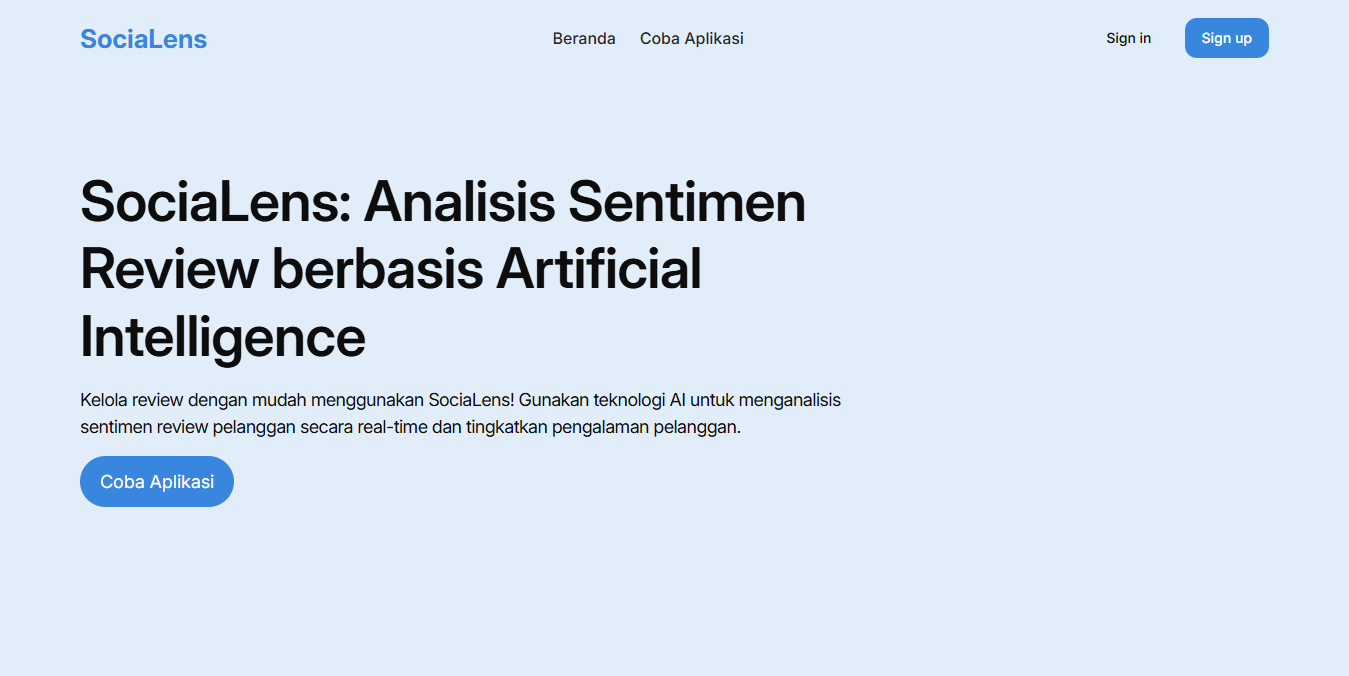 SociaLens
Beranda
Coba Aplikasi
Sign in
Sign up
SociaLens: Analisis Sentimen
Review berbasis Artificial
Intelligence
Kelola review dengan mudah menggunakan SociaLens! Gunakan teknologi AI untuk menganalisis
sentimen review pelanggan secara real-time dan tingkatkan pengalaman pelanggan.
Coba Aplikasi